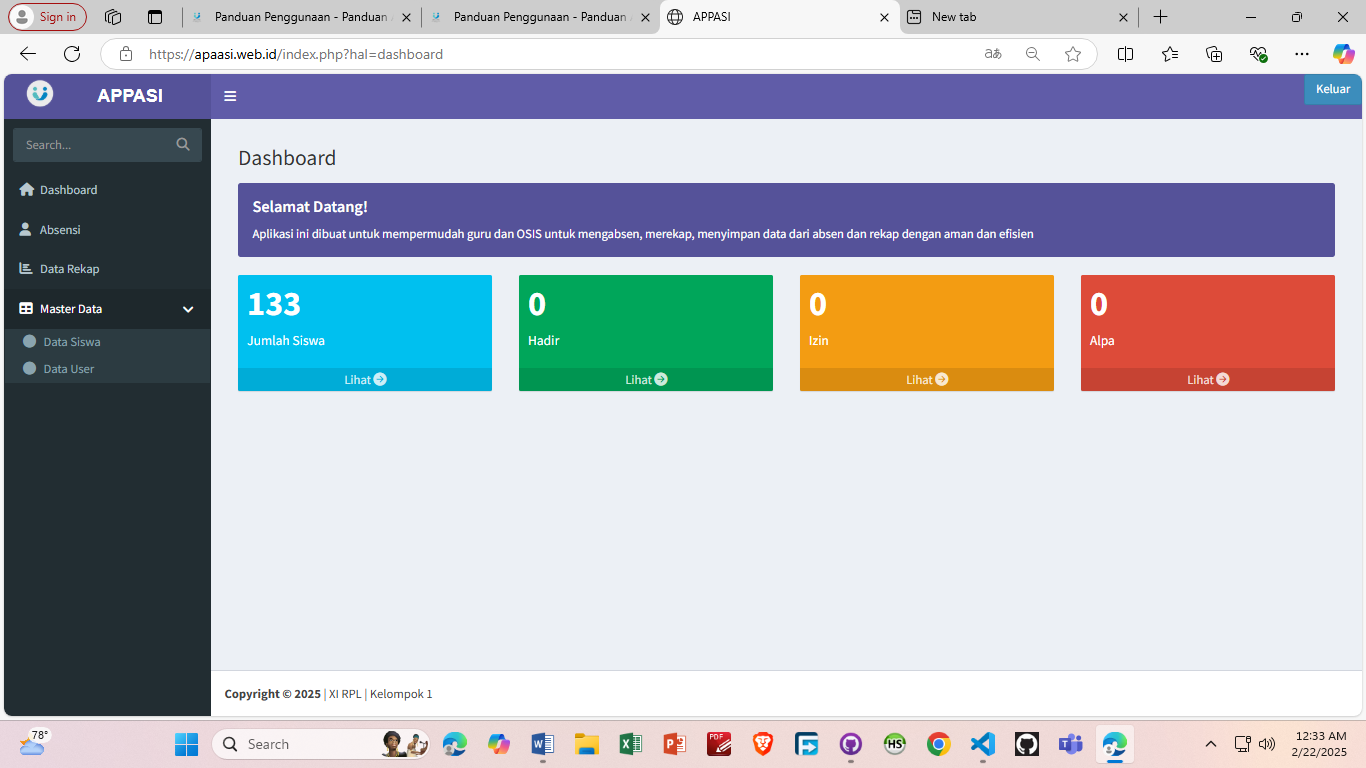 Sign in
Panduan Penggunaan - Panduan A
Panduan Penggunaan - Panduan A
APPASI
New tab
https://apaasi.web.id/index.php?hal=dashboard
aあ
APPASI
Keluar
Search...
Dashboard
Absensi
Data Rekap
Master Data
Data Siswa
Data User
Dashboard
Selamat Datang!
Aplikasi ini dibuat untuk mempermudah guru dan OSIS untuk mengabsen, merekap, menyimpan data dari absen dan rekap dengan aman dan efisien
133
Jumlah Siswa
Lihat
0
Hadir
Lihat
0
Izin
Lihat
0
Alpa
Lihat
Copyright © 2025 | XI RPL | Kelompok 1
78°
Search
PDF
HS
12:33 AM
2/22/2025